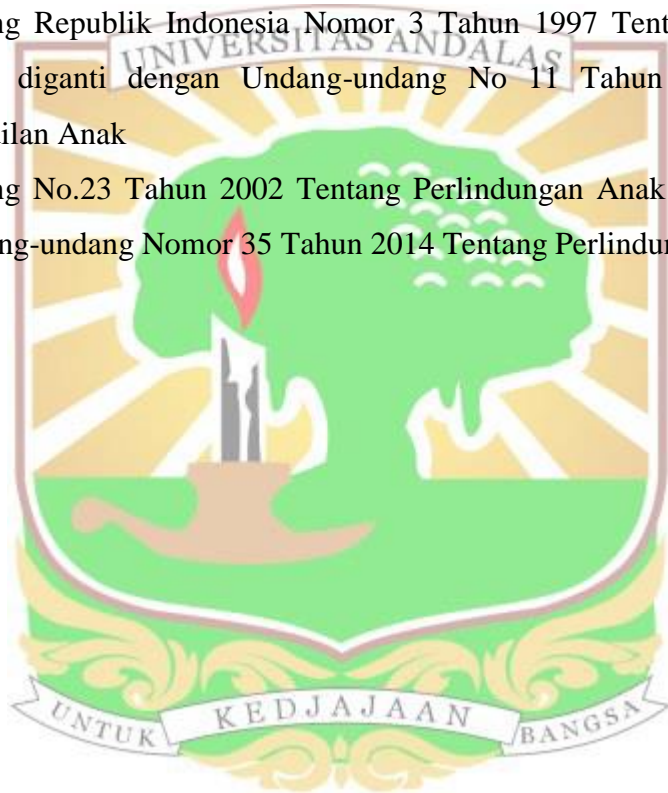 ng Republik Indonesia Nomor 3 Tahun 1997 Tent
UNIVERSITAS ANDALAS
diganti dengan Undang-undang No 11 Tahun
ilan Anak
ng No.23 Tahun 2002 Tentang Perlindungan Anak
ng-undang Nomor 35 Tahun 2014 Tentang Perlindun
UNTUK KEDJAJAAN BANGSA